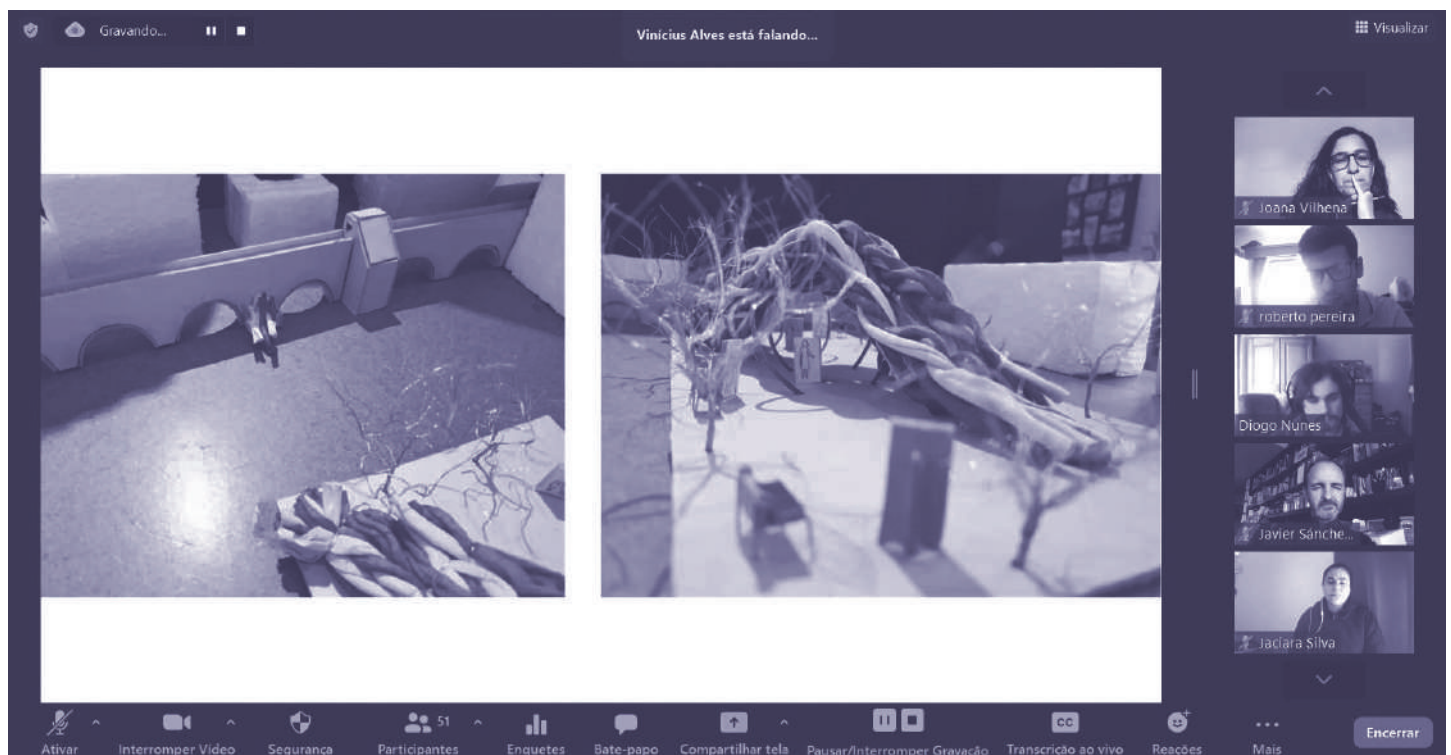 Gravando...
Vinícius Alves está falando...
Visualizar
Joana Vilhena
roberto pereira
Diogo Nunes
Javier Sánche...
Jaciara Silva
Ativar
Interromper Vídeo
Segurança
51
Participantes
Enquetes
Bate-papo
Compartilhar tela
Pausar/Interromper Gravação
CC
Transcrição ao vivo
Reações
Mais
Encerrar